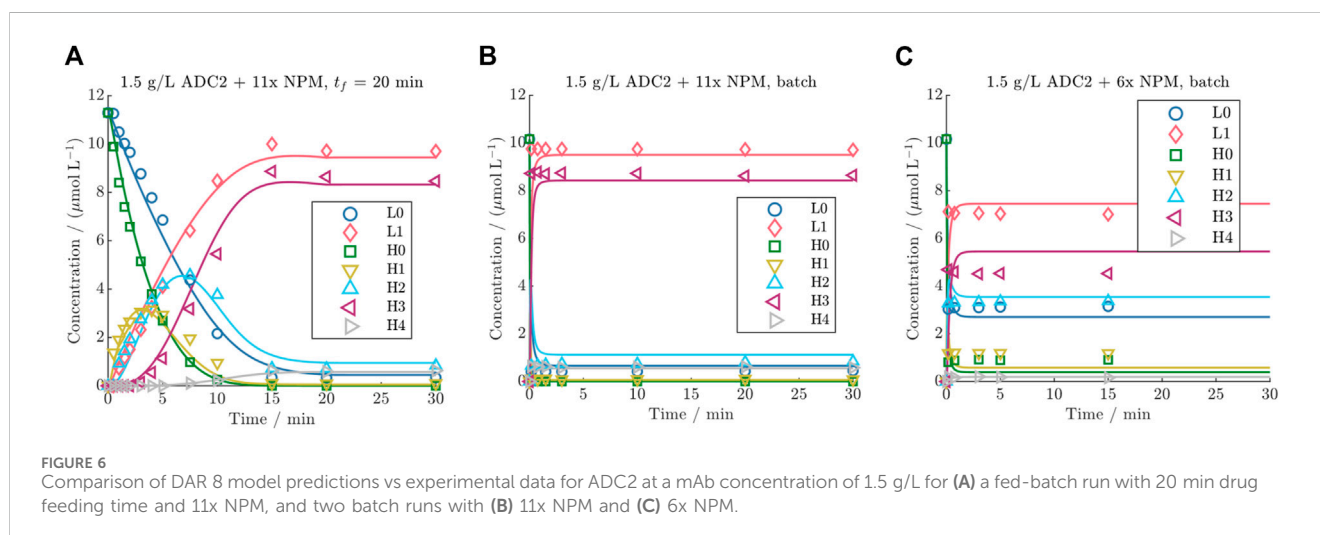 A
1.5 g/L ADC2 + 11x NPM, t_f = 20 min
Concentration / (μmol L⁻¹)
12
10
8
6
4
2
0
L0
L1
H0
H1
H2
H3
H4
0 5 10 15 20 25 30
Time / min
B
1.5 g/L ADC2 + 11x NPM, batch
Concentration / (μmol L⁻¹)
12
10
8
6
4
2
0
L0
L1
H0
H1
H2
H3
H4
0 5 10 15 20 25 30
Time / min
C
1.5 g/L ADC2 + 6x NPM, batch
Concentration / (μmol L⁻¹)
12
10
8
6
4
2
0
L0
L1
H0
H1
H2
H3
H4
0 5 10 15 20 25 30
Time / min
FIGURE 6
Comparison of DAR 8 model predictions vs experimental data for ADC2 at a mAb concentration of 1.5 g/L for (A) a fed-batch run with 20 min drug
feeding time and 11x NPM, and two batch runs with (B) 11x NPM and (C) 6x NPM.